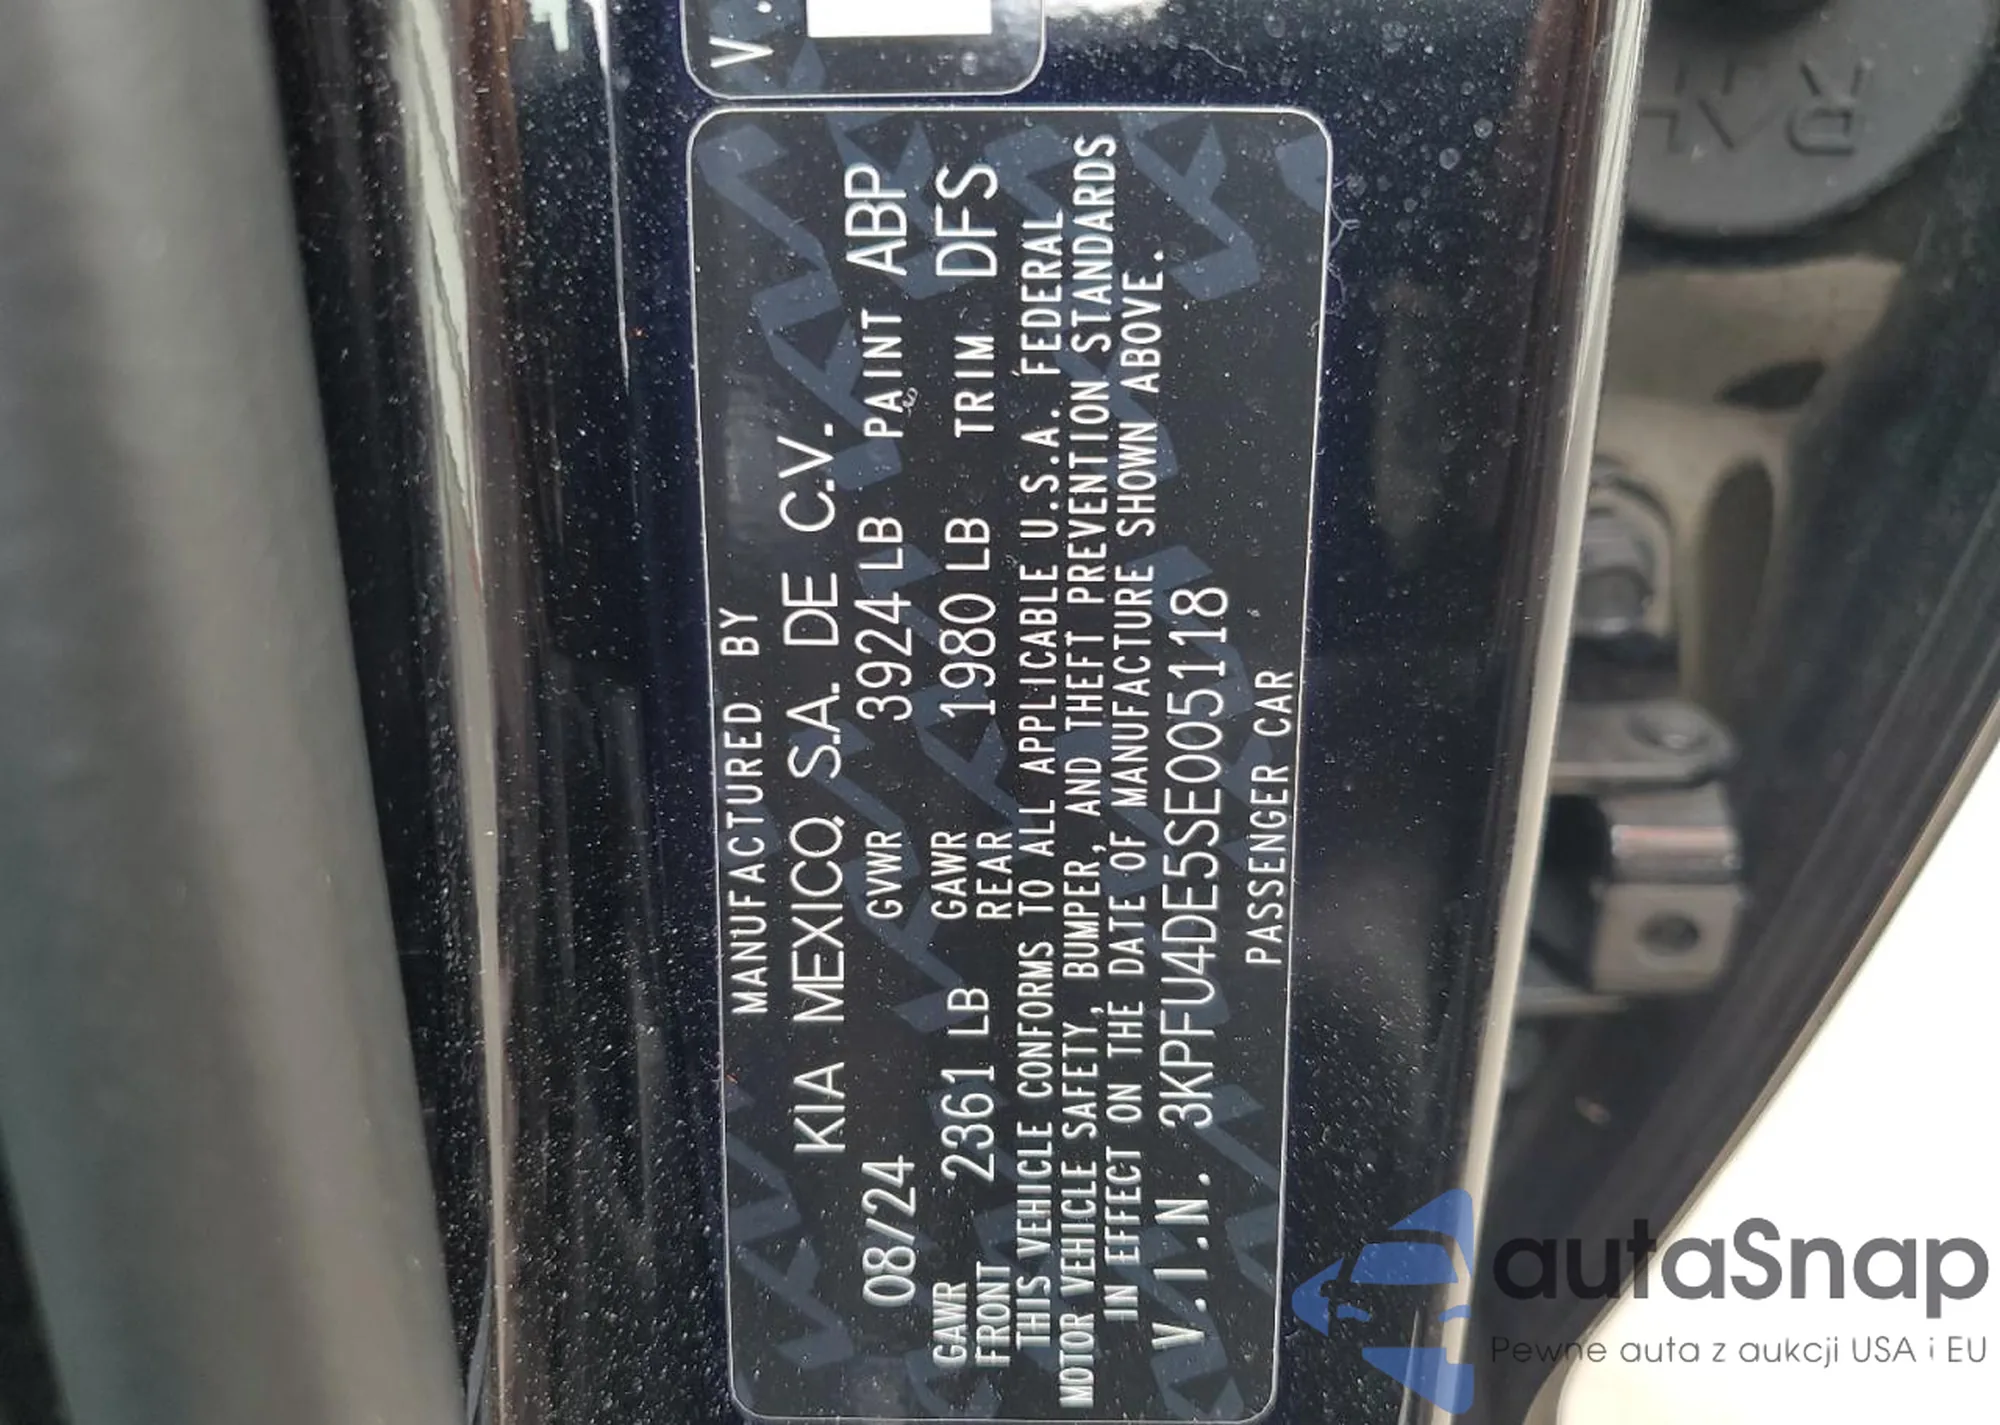 V.
MANUFACTURED BY
KIA MEXICO, S.A. DE C.V.
08/24 GVWR 3924 LB PAINT ABP
GAWR FRONT 2361 LB GAWR REAR 1980 LB TRIM DFS
THIS VEHICLE CONFORMS TO ALL APPLICABLE U.S.A. FEDERAL
MOTOR VEHICLE SAFETY, BUMPER, AND THEFT PREVENTION STANDARDS
IN EFFECT ON THE DATE OF MANUFACTURE SHOWN ABOVE.
V.I.N. 3KPFU4DE5SE005118
PASSENGER CAR
autaSnap
Pewne auta z aukcji USA i EU